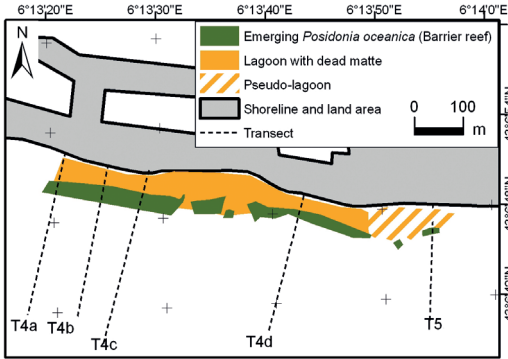 6°13'20"E 6°13'30"E 6°13'40"E 6°13'50"E 6°14'0"E
N
Emerging Posidonia oceanica (Barrier reef)
Lagoon with dead matte
Pseudo-lagoon
Shoreline and land area
Transect
0 100
m
T4a
T4b
T4c
T4d
T5